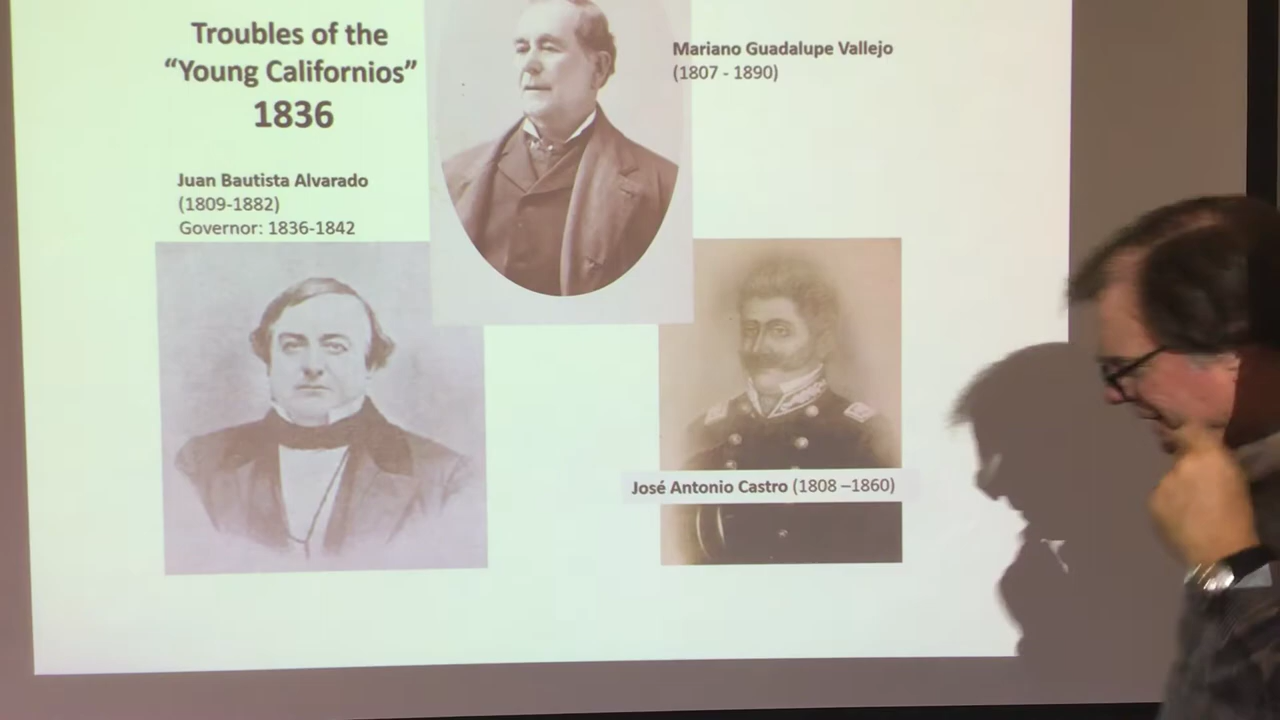 Troubles of the
“Young Californios”
1836
Mariano Guadalupe Vallejo
(1807 - 1890)
Juan Bautista Alvarado
(1809-1882)
Governor: 1836-1842
José Antonio Castro (1808 –1860)